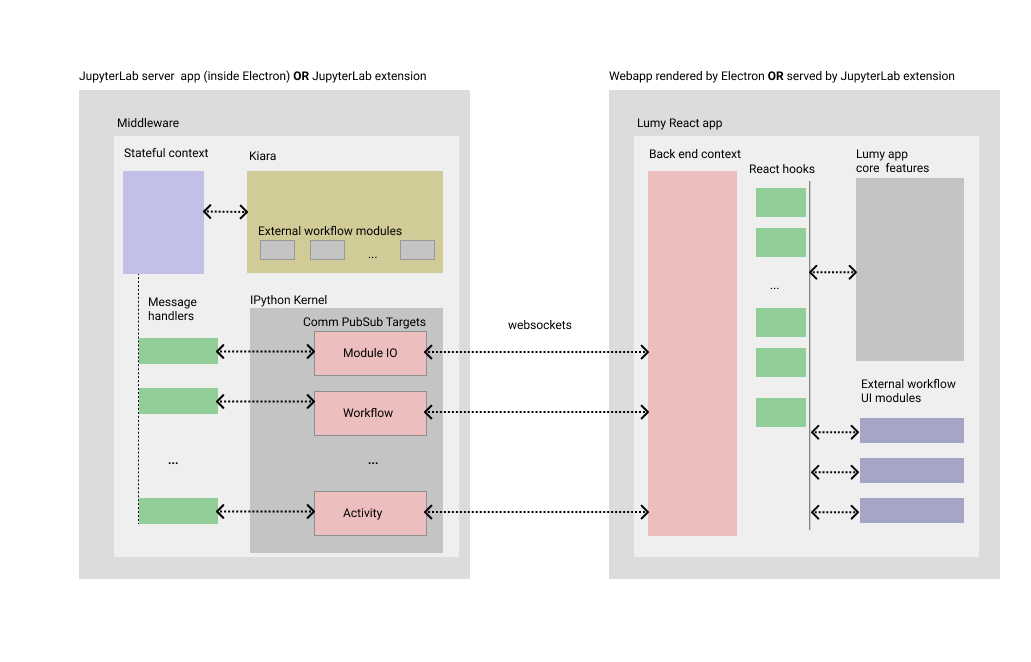 JupyterLab server app (inside Electron) OR JupyterLab extension
Middleware
Stateful context
Kiara
External workflow modules
...
Message
handlers
IPython Kernel
Comm PubSub Targets
Module IO
Workflow
...
...
Activity
websockets
Webapp rendered by Electron OR served by JupyterLab extension
Lumy React app
Back end context
React hooks
...
Lumy app
core features
External workflow
UI modules